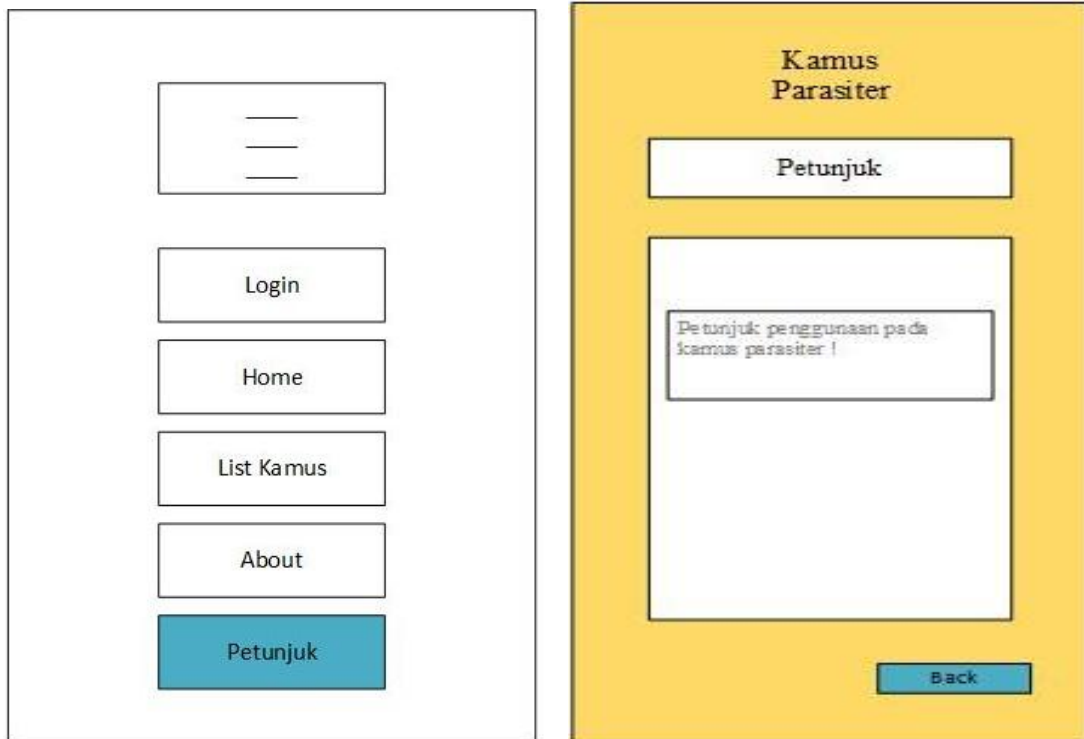 Login
Home
List Kamus
About
Petunjuk
Kamus
Parasiter
Petunjuk
Petunjuk penggunaan pada
kamus parasiter !
Back